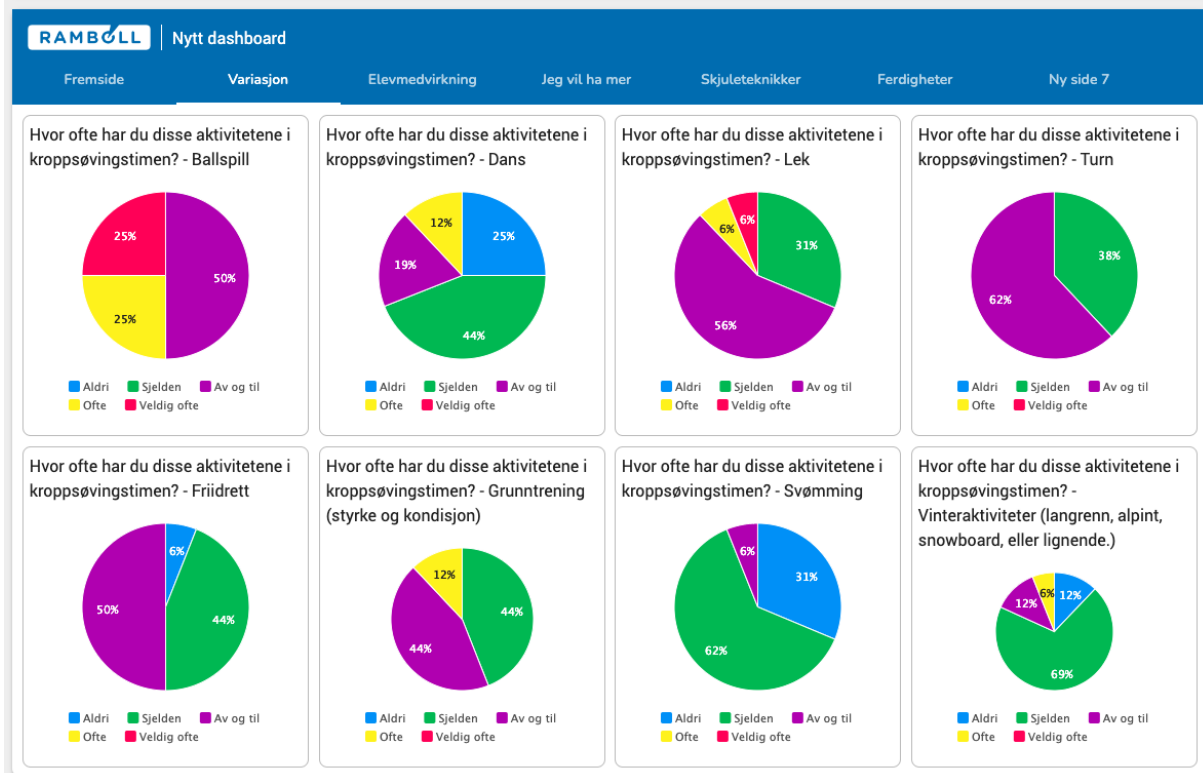 RAMBOLL Nytt dashboard
Fremside Variasjon Elevmedvirkning Jeg vil ha mer Skjuleteknikker Ferdigheter Ny side 7
Hvor ofte har du disse aktivitetene i
kroppsøvingstimen? - Ballspill
25%
50%
25%
Aldri Sjelden Av og til
Ofte Veldig ofte
Hvor ofte har du disse aktivitetene i
kroppsøvingstimen? - Dans
12%
25%
19%
44%
Aldri Sjelden Av og til
Ofte Veldig ofte
Hvor ofte har du disse aktivitetene i
kroppsøvingstimen? - Lek
6%
6%
31%
56%
Aldri Sjelden Av og til
Ofte Veldig ofte
Hvor ofte har du disse aktivitetene i
kroppsøvingstimen? - Turn
38%
62%
Aldri Sjelden Av og til
Ofte Veldig ofte
Hvor ofte har du disse aktivitetene i
kroppsøvingstimen? - Friidrett
6%
50%
44%
Aldri Sjelden Av og til
Ofte Veldig ofte
Hvor ofte har du disse aktivitetene i
kroppsøvingstimen? - Grunntrening
(styrke og kondisjon)
12%
44%
44%
Aldri Sjelden Av og til
Ofte Veldig ofte
Hvor ofte har du disse aktivitetene i
kroppsøvingstimen? - Svømming
6%
31%
62%
Aldri Sjelden Av og til
Ofte Veldig ofte
Hvor ofte har du disse aktivitetene i
kroppsøvingstimen? -
Vinteraktiviteter (langrenn, alpint,
snowboard, eller lignende.)
6%
12%
12%
69%
Aldri Sjelden Av og til
Ofte Veldig ofte